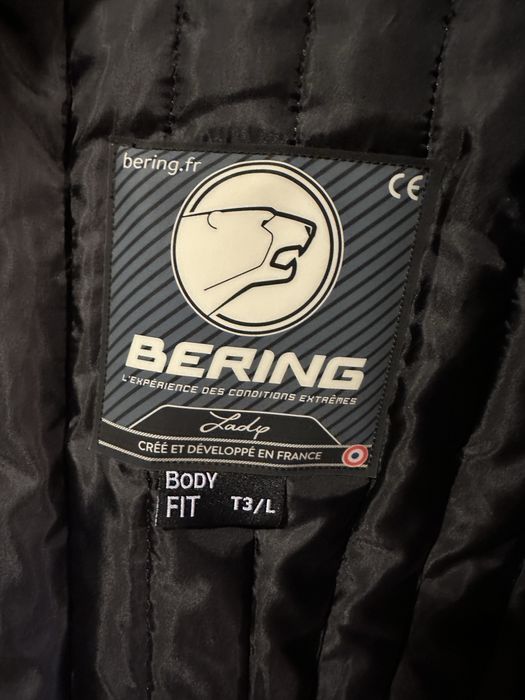 bering.fr
CE
BERING
L'EXPÉRIENCE DES CONDITIONS EXTRÊMES
Lady
CRÉÉ ET DÉVELOPPÉ EN FRANCE
BODY
FIT T3/L